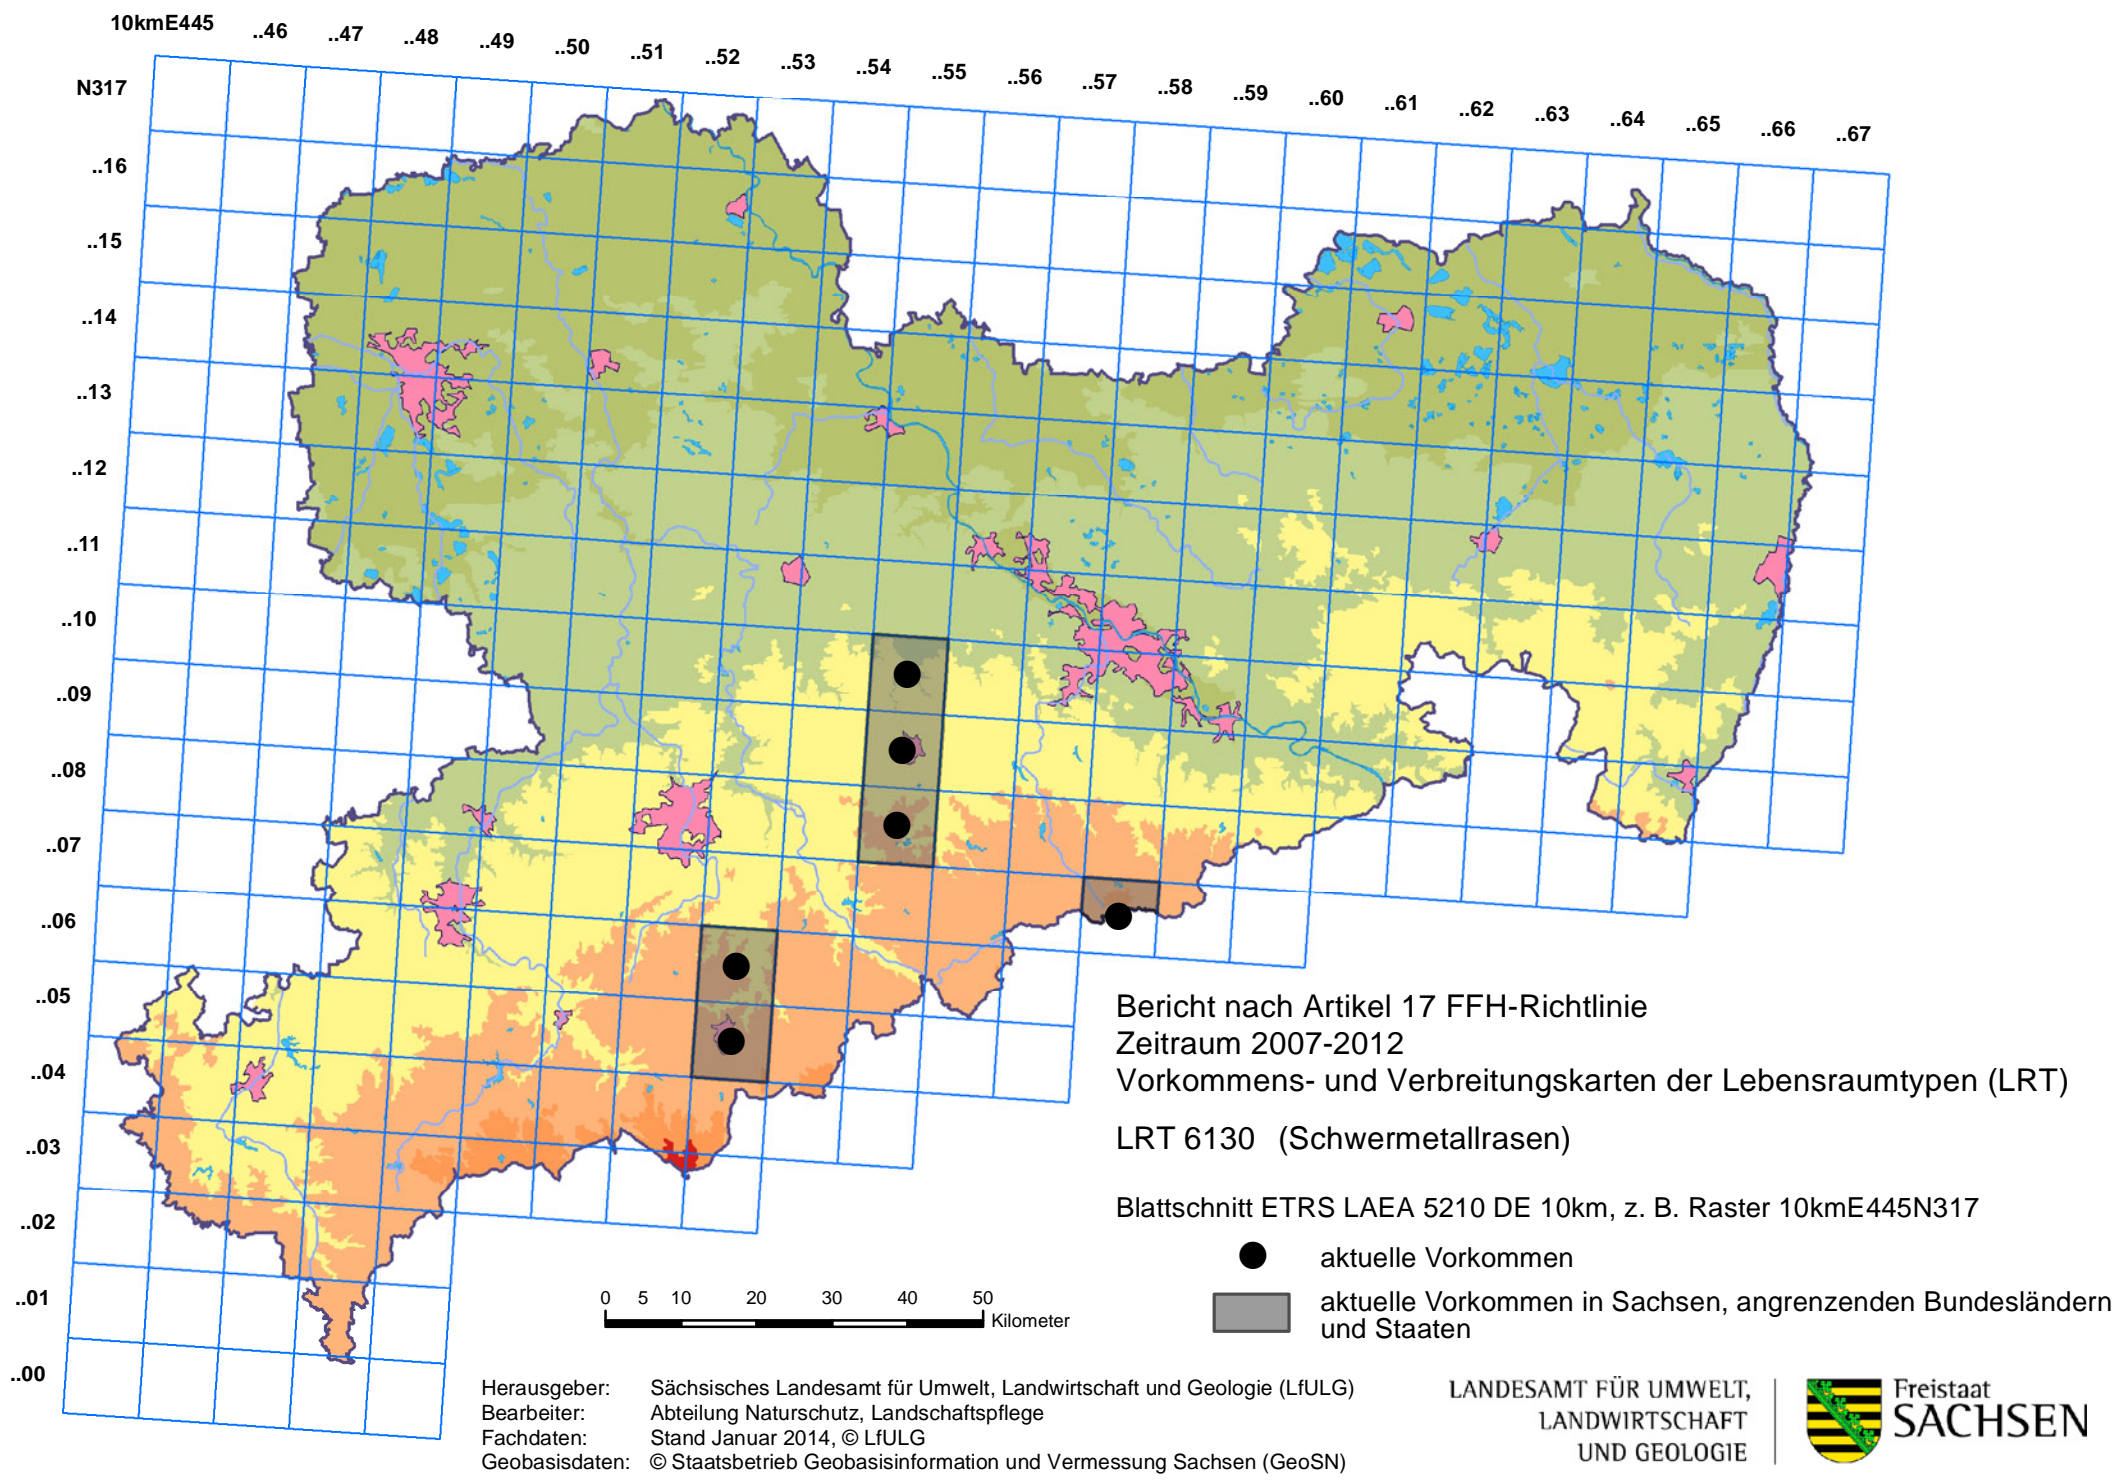 10kmE445 ..46 ..47 ..48 ..49 ..50 ..51 ..52 ..53 ..54 ..55 ..56 ..57 ..58 ..59 ..60 ..61 ..62 ..63 ..64 ..65 ..66 ..67
N317
..16
..15
..14
..13
..12
..11
..10
..09
..08
..07
..06
..05
..04
..03
..02
..01
..00
Bericht nach Artikel 17 FFH-Richtlinie
Zeitraum 2007-2012
Vorkommens- und Verbreitungskarten der Lebensraumtypen (LRT)
LRT 6130 (Schwermetallrasen)
Blattschnitt ETRS LAEA 5210 DE 10km, z. B. Raster 10kmE445N317
aktuelle Vorkommen
aktuelle Vorkommen in Sachsen, angrenzenden Bundesländern
und Staaten
0 5 10 20 30 40 50
Kilometer
Herausgeber: Sächsisches Landesamt für Umwelt, Landwirtschaft und Geologie (LfULG)
Bearbeiter: Abteilung Naturschutz, Landschaftspflege
Fachdaten: Stand Januar 2014, © LfULG
Geobasisdaten: © Staatsbetrieb Geobasisinformation und Vermessung Sachsen (GeoSN)
LANDESAMT FÜR UMWELT,
LANDWIRTSCHAFT
UND GEOLOGIE
Freistaat
SACHSEN